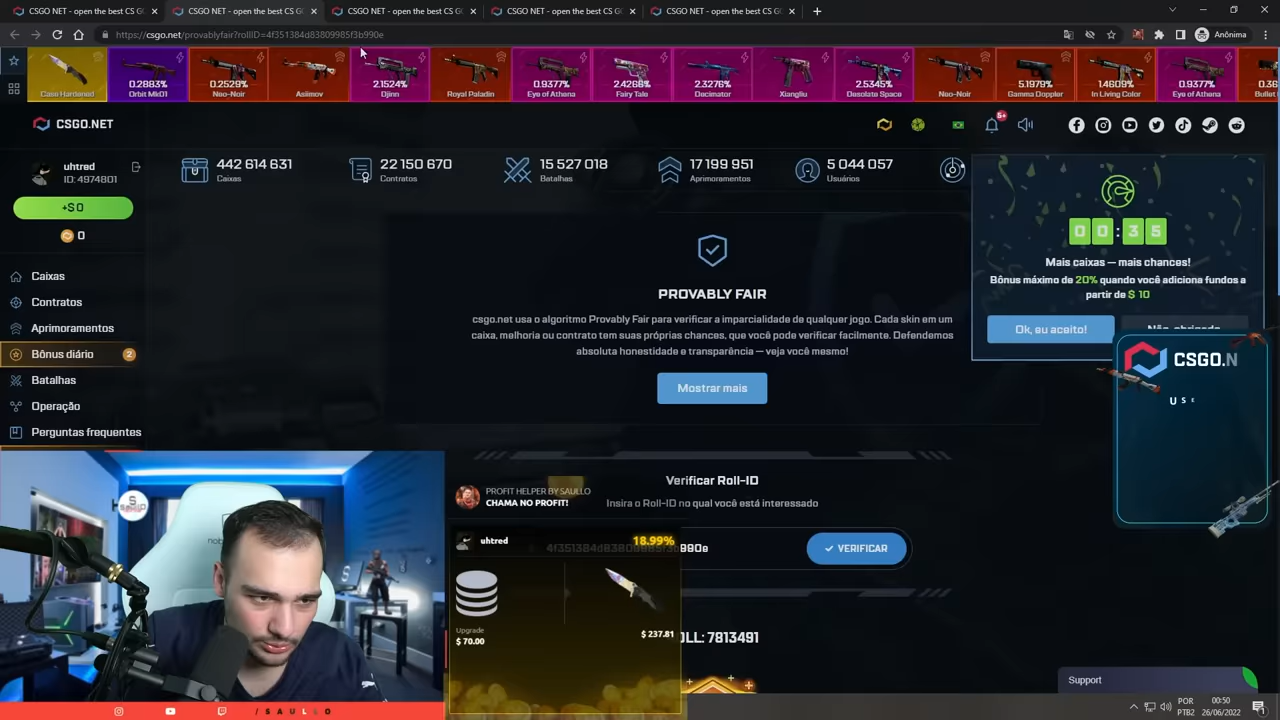 CSGO.NET - open the best CS G
CSGO.NET - open the best CS G
CSGO.NET - open the best CS G
CSGO.NET - open the best CS G
CSGO.NET - open the best CS G
https://csgo.net/provablyfair?rollID=4f351384d83809985f3b990e
Anônima
Case Hardened
0.2883%
Orbit Mk01
0.2529%
Neo-Noir
Asiimov
2.1524%
Djinn
Royal Paladin
0.9377%
Eye of Athena
2.4266%
Fairy Tale
2.3276%
Decimator
Xiangliu
2.5345%
Desolate Space
Neo-Noir
5.1979%
Gamma Doppler
1.4609%
In Living Color
0.9377%
Eye of Athena
0.36
Bullet
CSGO.NET
5+
uhtred
ID: 4974801
+$ 0
0
442 614 631
Caixas
22 150 670
Contratos
15 527 018
Batalhas
17 199 951
Aprimoramentos
5 044 057
Usuários
00:35
Mais caixas — mais chances!
Bônus máximo de 20% quando você adiciona fundos a
partir de $ 10
Ok, eu aceito!
Não, obrigado
Caixas
Contratos
Aprimoramentos
Bônus diário
2
Batalhas
Operação
Perguntas frequentes
PROVABLY FAIR
csgo.net usa o algoritmo Provably Fair para verificar a imparcialidade de qualquer jogo. Cada skin em um
caixa, melhoria ou contrato tem suas próprias chances, que você pode verificar facilmente. Defendemos
absoluta honestidade e transparência — veja você mesmo!
Mostrar mais
CSGO.N
USE
Verificar Roll-ID
Insira o Roll-ID no qual você está interessado
4f351384d83809985f3b990e
VERIFICAR
PROFIT HELPER BY SAULLO
CHAMA NO PROFIT!
uhtred
18.99%
Upgrade
$ 70.00
$ 237.81
OLL: 7813491
Support
/SAULLO
POR
PTB2
00:50
26/06/2022